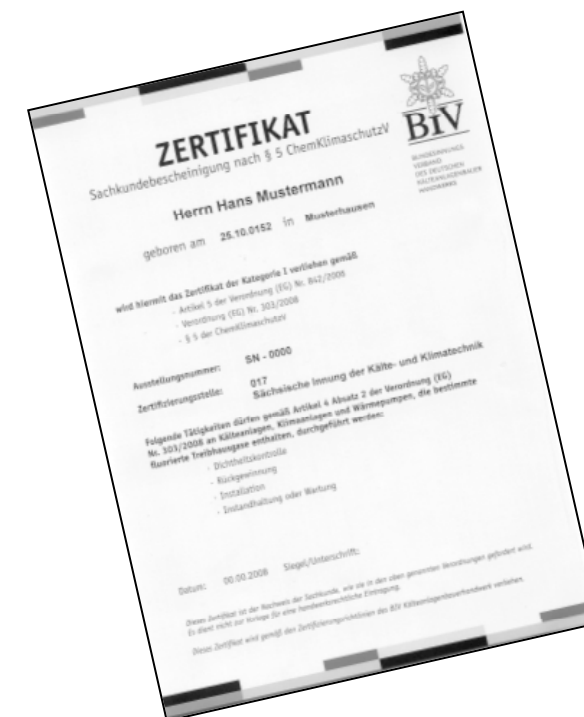 ZERTIFIKAT
Sachkundebescheinigung nach § 5 ChemKlimaschutzV
BIV
BUNDESINNUNGS
VERBAND
DES DEUTSCHEN
KÄLTEANLAGENBAUER
HANDWERKS
Herrn Hans Mustermann
geboren am 25.10.0152 in Musterhausen
wird hiermit das Zertifikat der Kategorie I verliehen gemäß
- Artikel 5 der Verordnung (EG) Nr. 842/2006
- Verordnung (EG) Nr. 303/2008
- § 5 der ChemKlimaschutzV
Ausstellungsnummer: SN - 0000
Zertifizierungsstelle: 017
Sächsische Innung der Kälte- und Klimatechnik
Folgende Tätigkeiten dürfen gemäß Artikel 4 Absatz 2 der Verordnung (EG)
Nr. 303/2008 an Kälteanlagen, Klimaanlagen und Wärmepumpen, die bestimmte
fluorierte Treibhausgase enthalten, durchgeführt werden:
- Dichtheitskontrolle
- Rückgewinnung
- Installation
- Instandhaltung oder Wartung
Datum: 00.00.2008 Siegel/Unterschrift:
Dieses Zertifikat ist der Nachweis der Sachkunde, wie sie in den oben genannten Verordnungen gefordert wird.
Es dient nicht zur Vorlage für eine handwerksrechtliche Eintragung.
Dieses Zertifikat wird gemäß den Zertifizierungsrichtlinien des BIV Kälteanlagenbauerhandwerk verliehen.